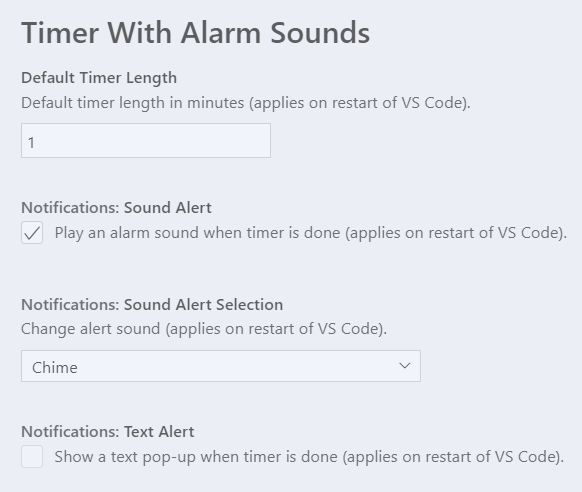 Timer With Alarm Sounds
Default Timer Length
Default timer length in minutes (applies on restart of VS Code).
1
Notifications: Sound Alert
Play an alarm sound when timer is done (applies on restart of VS Code).
Notifications: Sound Alert Selection
Change alert sound (applies on restart of VS Code).
Chime
Notifications: Text Alert
Show a text pop-up when timer is done (applies on restart of VS Code).